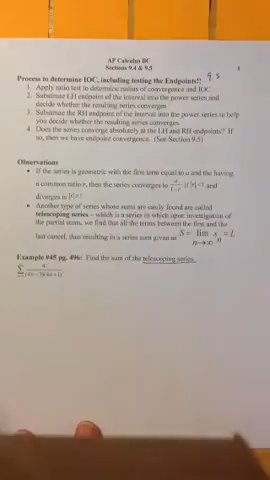 AP Calculus BC
Sections 9.4 & 9.5
Process to determine IOC, including testing the Endpoints!! 9.5
1. Apply ratio test to determine radius of convergence and IOC.
2. Substitute LH endpoint of the interval into the power series and
decide whether the resulting series converges
3. Substitute the RH endpoint of the interval into the power series to help
you decide whether the resulting series converges.
4. Does the series converge absolutely at the LH and RH endpoints? If
so, then we have endpoint convergence. (See Section 9.5)
Observations
• If the series is geometric with the first term equal to a and the having
a common ratio r, then the series converges to a/(1-r) if |r|<1 and
diverges is |r|>1
• Another type of series whose sums are easily found are called
telescoping series – which is a series in which upon investigation of
the partial sums, we find that all the terms between the first and the
last cancel, thus resulting in a series sum given as S = lim n→∞ s n = L
Example #45 pg. 496: Find the sum of the telescoping series.